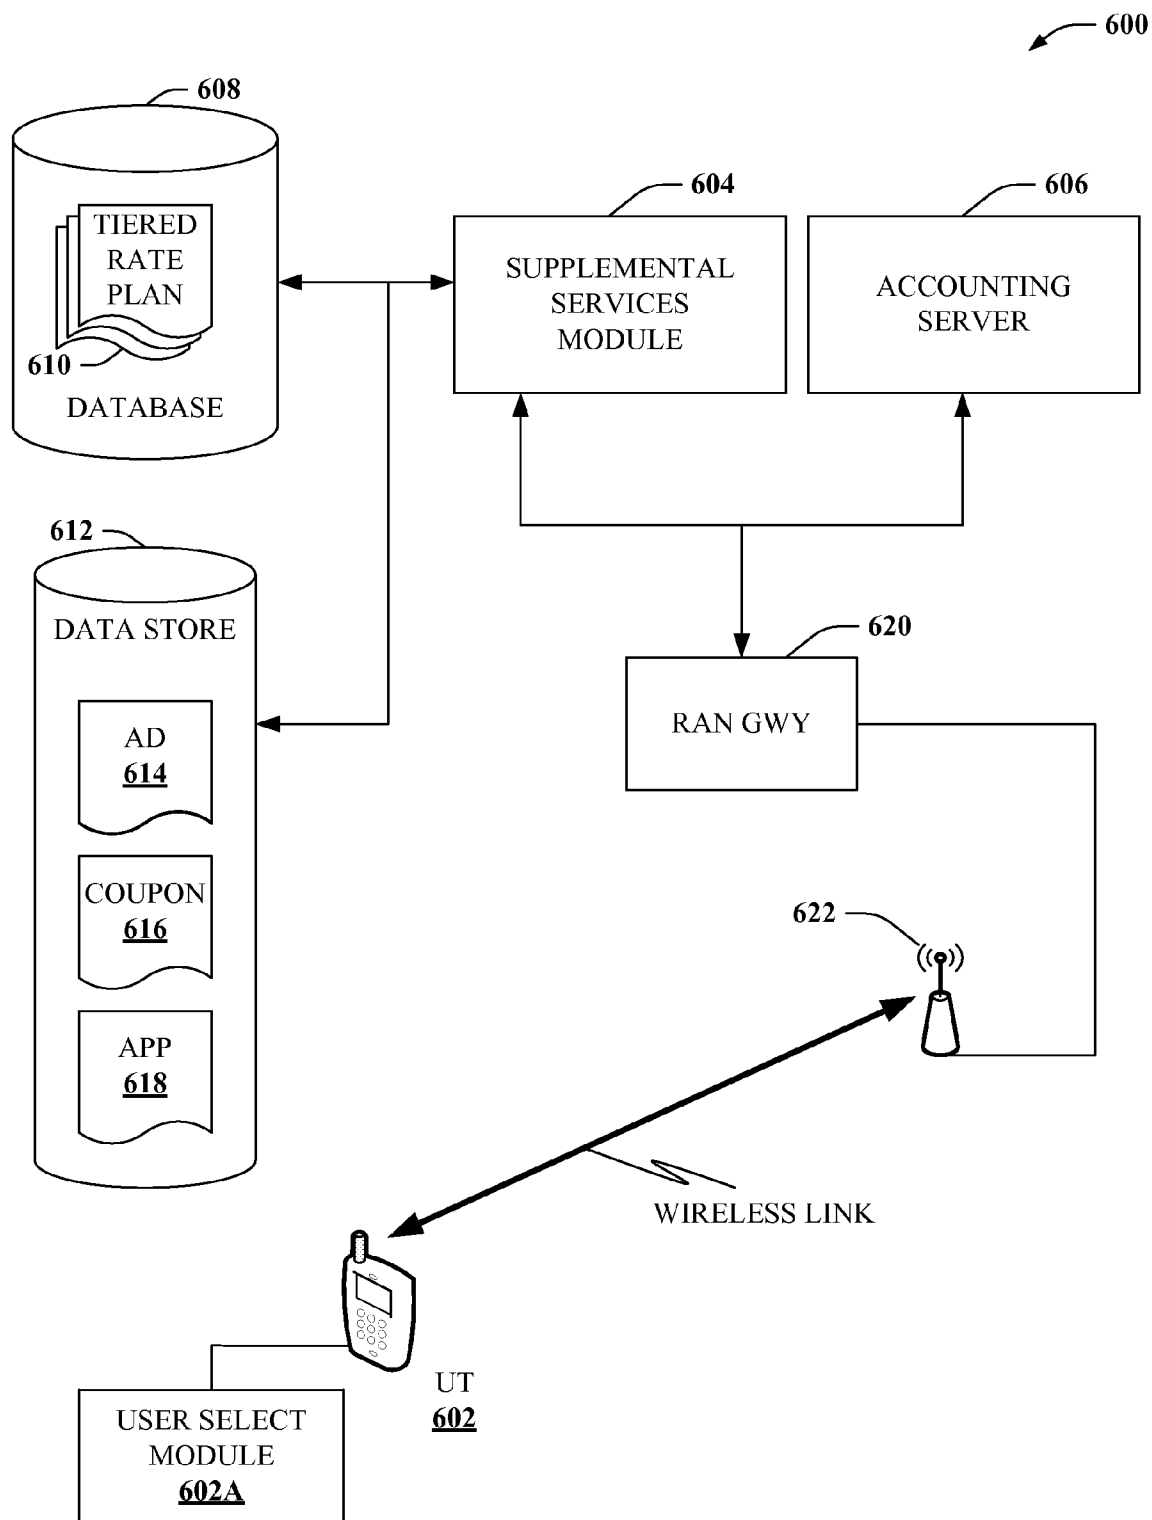 600
608
TIERED
RATE
PLAN
610
DATABASE
604
SUPPLEMENTAL
SERVICES
MODULE
606
ACCOUNTING
SERVER
612
DATA STORE
AD
614
COUPON
616
APP
618
620
RAN GWY
622
WIRELESS LINK
UT
602
USER SELECT
MODULE
602A